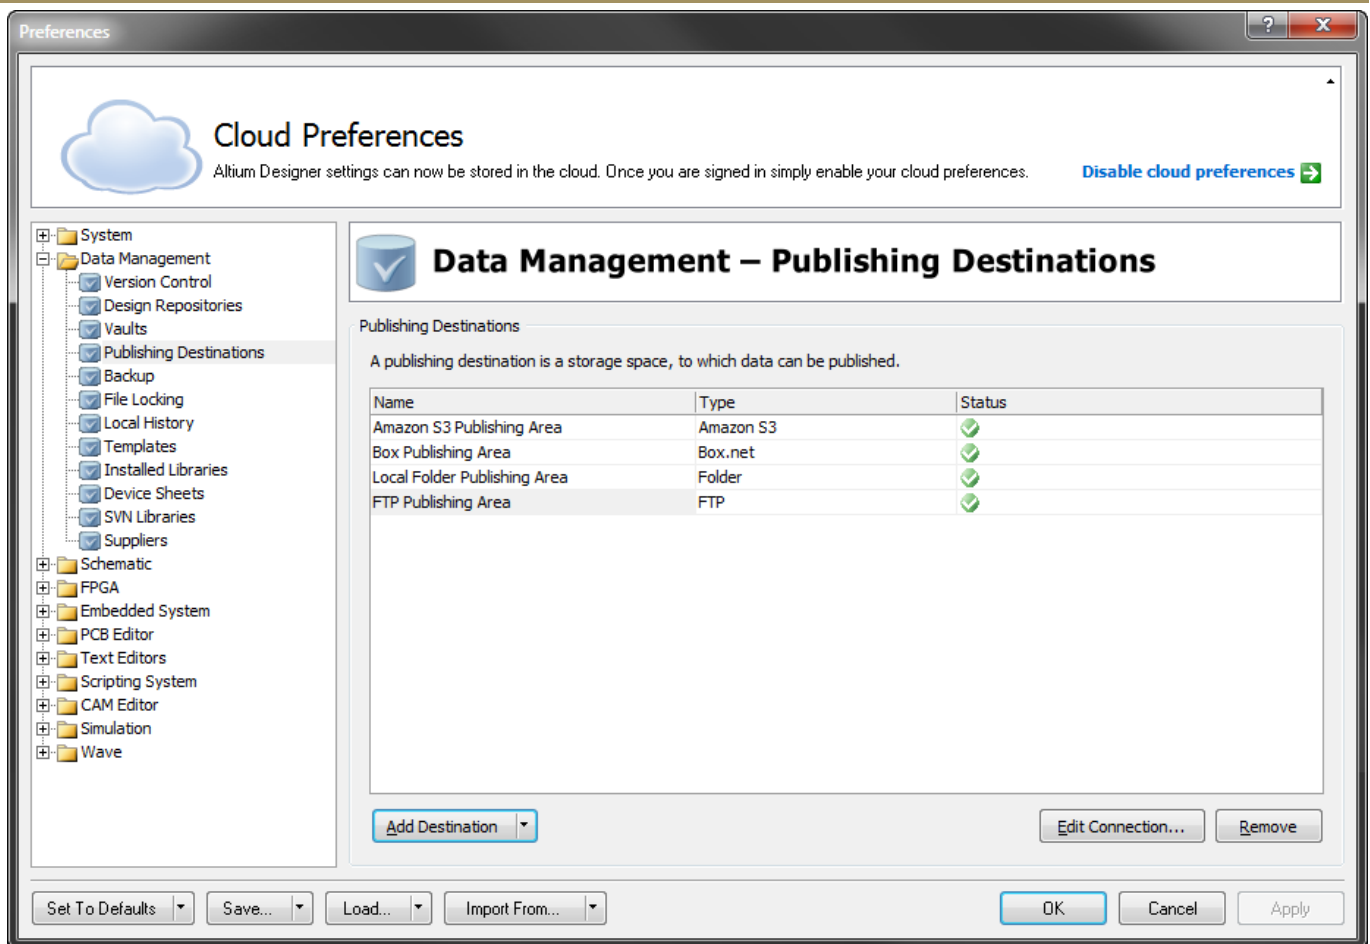 Preferences
?
X
Cloud Preferences
Altium Designer settings can now be stored in the cloud. Once you are signed in simply enable your cloud preferences.
Disable cloud preferences
System
Data Management
Version Control
Design Repositories
Vaults
Publishing Destinations
Backup
File Locking
Local History
Templates
Installed Libraries
Device Sheets
SVN Libraries
Suppliers
Schematic
FPGA
Embedded System
PCB Editor
Text Editors
Scripting System
CAM Editor
Simulation
Wave
Data Management – Publishing Destinations
Publishing Destinations
A publishing destination is a storage space, to which data can be published.
Name Type Status
Amazon S3 Publishing Area Amazon S3
Box Publishing Area Box.net
Local Folder Publishing Area Folder
FTP Publishing Area FTP
Add Destination Edit Connection... Remove
Set To Defaults Save... Load... Import From... OK Cancel Apply